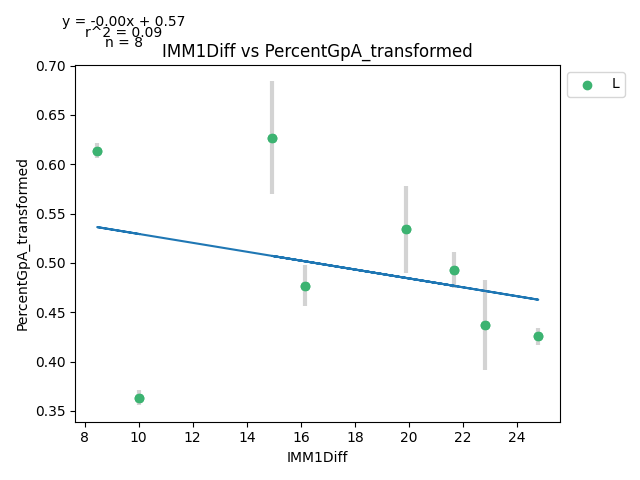 y = -0.00x + 0.57
r^2 = 0.09
n = 8
IMM1Diff vs PercentGpA_transformed
L
PercentGpA_transformed
0.70
0.65
0.60
0.55
0.50
0.45
0.40
0.35
8 10 12 14 16 18 20 22 24
IMM1Diff